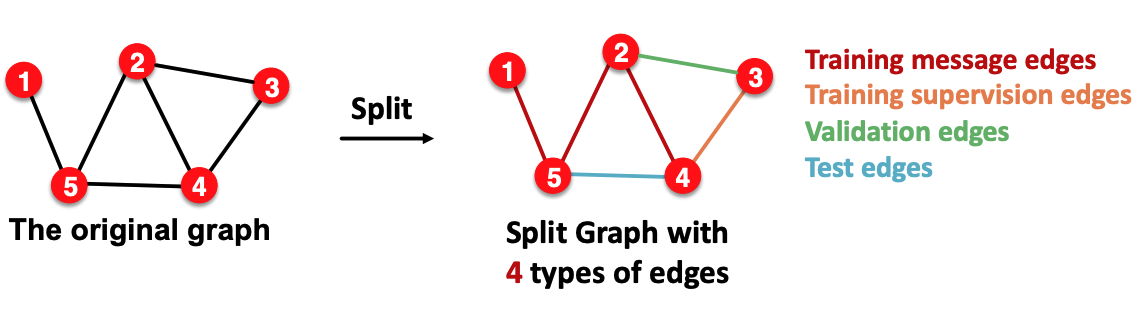 1
2
3
5
4
The original graph
Split
1
2
3
5
4
Split Graph with
4 types of edges
Training message edges
Training supervision edges
Validation edges
Test edges